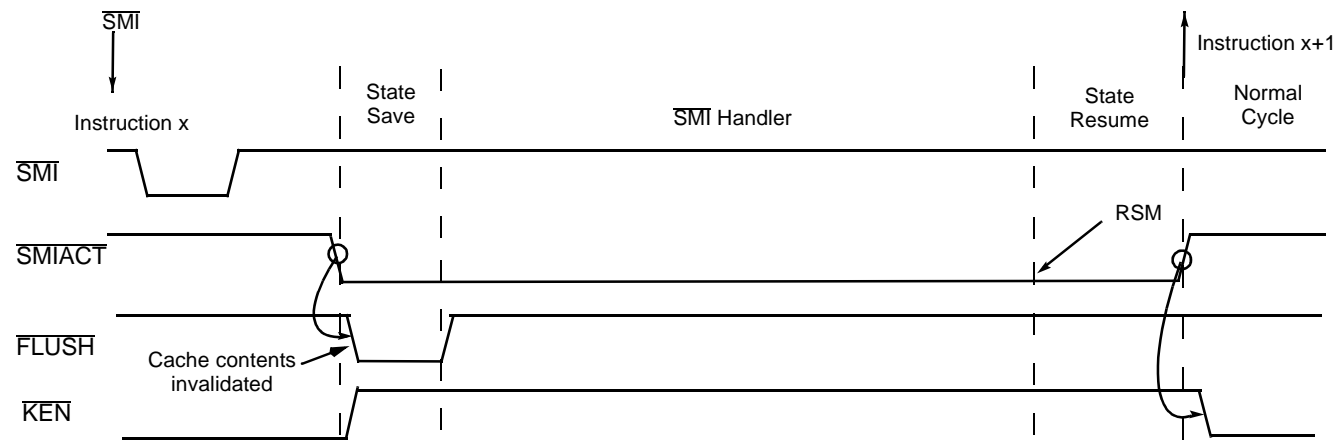 SMI
Instruction x+1
State
Save
SMI Handler
State
Resume
Normal
Cycle
Instruction x
SMI
RSM
SMIACT
FLUSH
Cache contents
invalidated
KEN